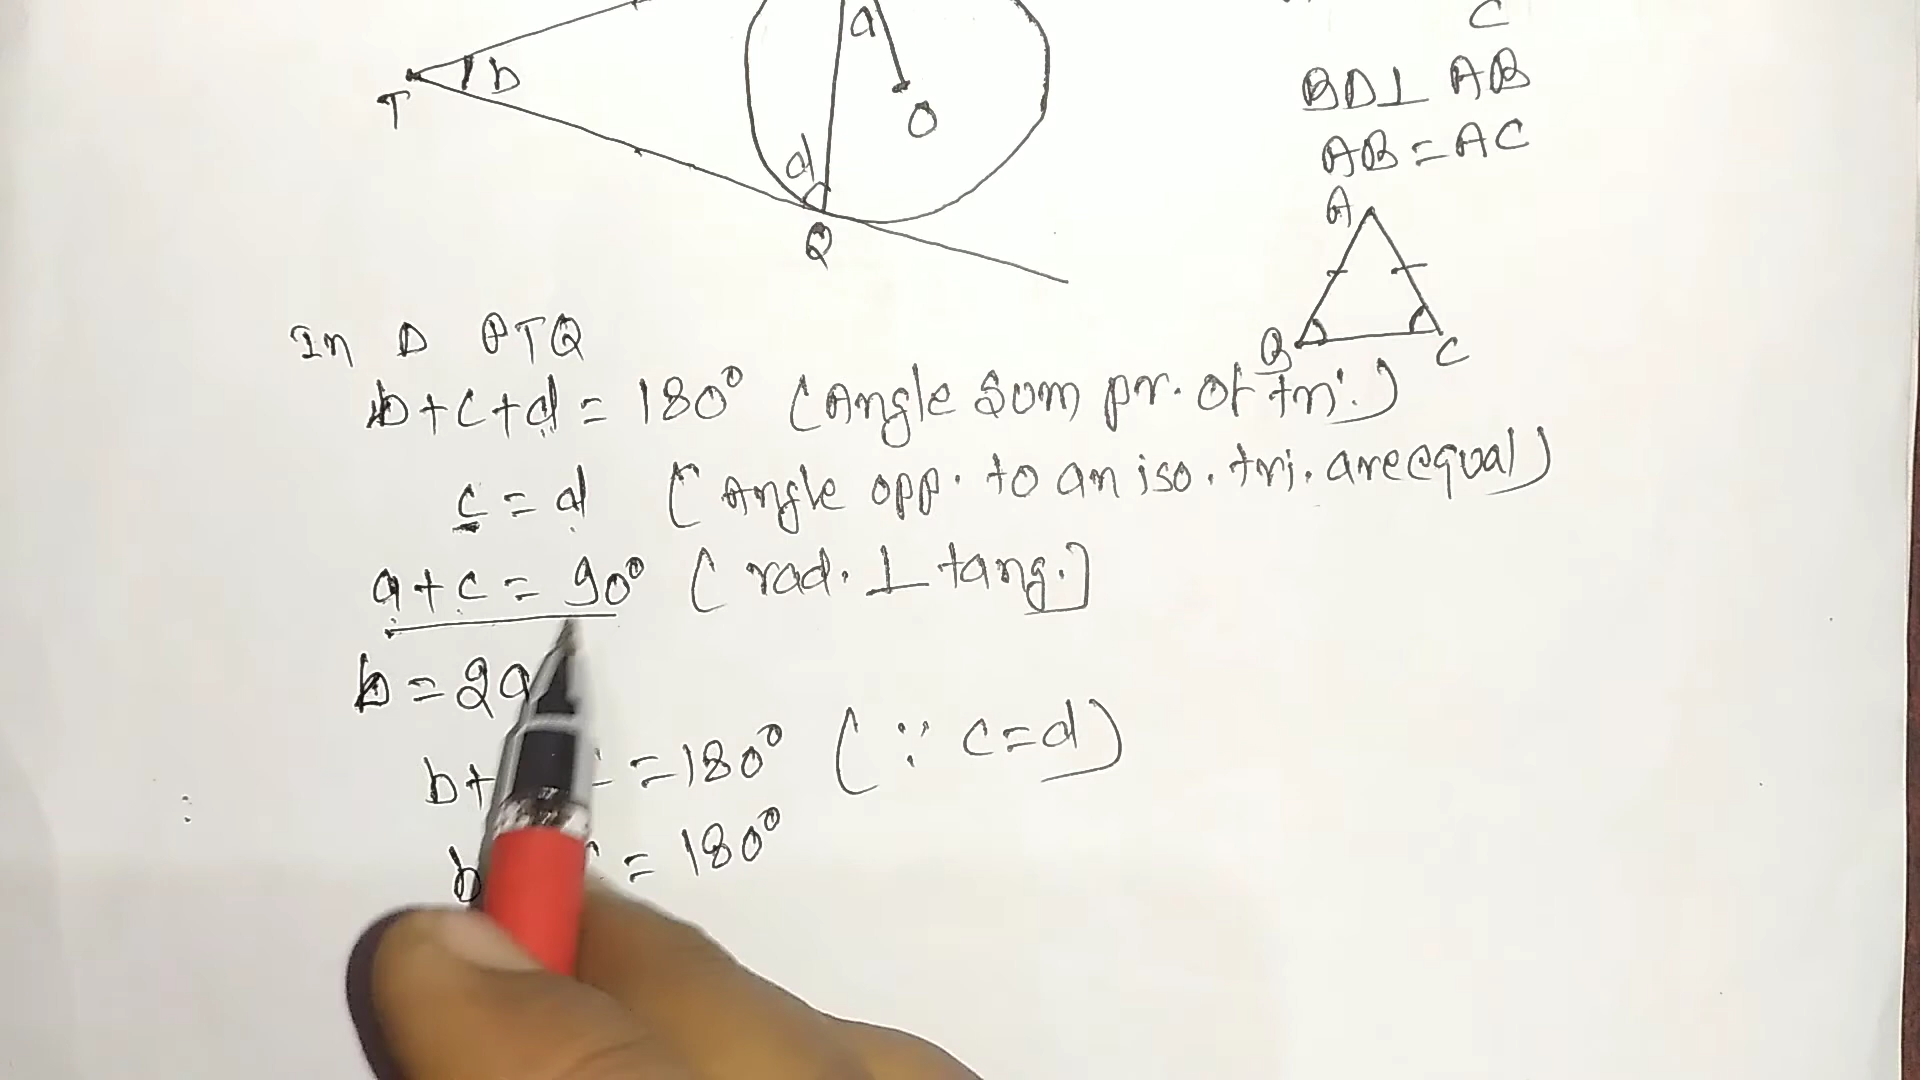 a
C
b
BD⊥ AB
T
O
AB = AC
d
A
Q
B C
In Δ PTQ
b+c+d = 180° (Angle Sum pr. of tri.)
c = d (Angle opp. to an iso. tri. are equal)
a+c = 90° (rad. ⊥ tang.)
b = 2a
b+ = 180° (∵ c=d)
b = 180°